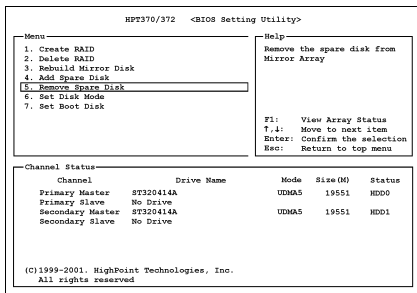 HPT370/372 <BIOS Setting Utility>
Menu
1. Create RAID
2. Delete RAID
3. Rebuild Mirror Disk
4. Add Spare Disk
5. Remove Spare Disk
6. Set Disk Mode
7. Set Boot Disk
Help
Remove the spare disk from
Mirror Array
F1: View Array Status
↑,↓: Move to next item
Enter: Confirm the selection
Esc: Return to top menu
Channel Status
Channel Drive Name Mode Size(M) Status
Primary Master ST320414A UDMA5 19551 HDD0
Primary Slave No Drive
Secondary Master ST320414A UDMA5 19551 HDD1
Secondary Slave No Drive
(C)1999-2001. HighPoint Technologies, Inc.
All rights reserved